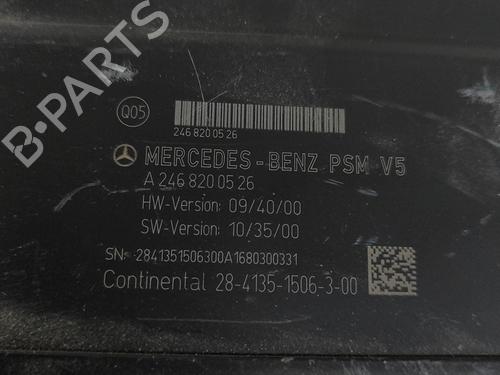 Q05
246 820 05 26
MERCEDES-BENZ PSM V5
A 246 820 05 26
HW-Version: 09/40/00
SW-Version: 10/35/00
SN: 2841351506300A1680300331
Continental 28-4135-1506-3-00
B-PARTS